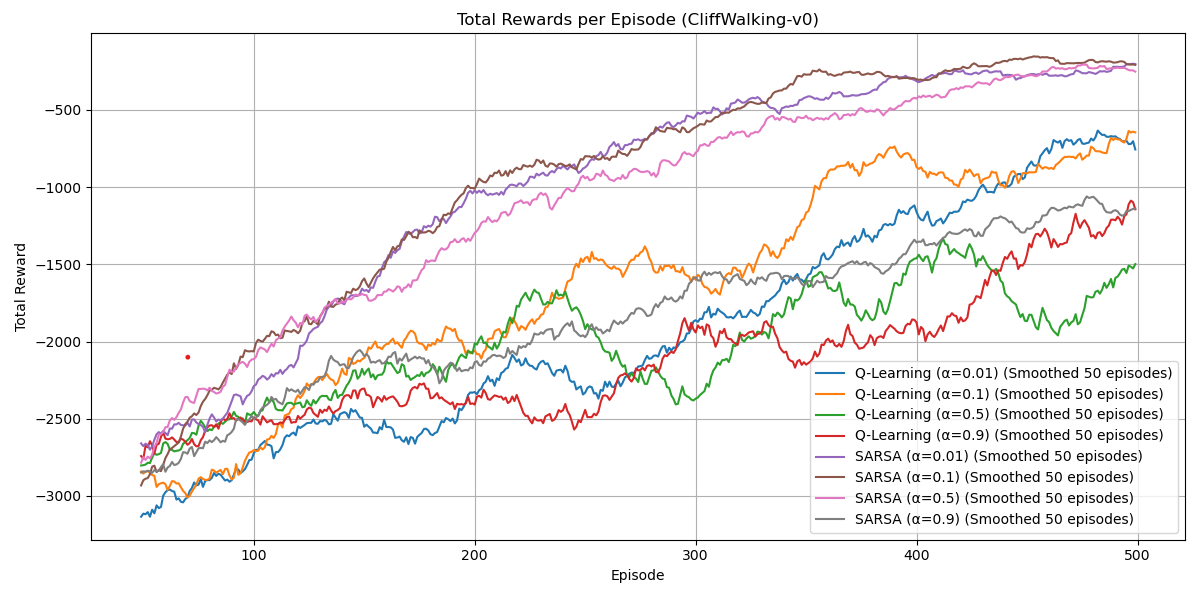 Total Rewards per Episode (CliffWalking-v0)
Total Reward
−500
−1000
−1500
−2000
−2500
−3000
Q-Learning (α=0.01) (Smoothed 50 episodes)
Q-Learning (α=0.1) (Smoothed 50 episodes)
Q-Learning (α=0.5) (Smoothed 50 episodes)
Q-Learning (α=0.9) (Smoothed 50 episodes)
SARSA (α=0.01) (Smoothed 50 episodes)
SARSA (α=0.1) (Smoothed 50 episodes)
SARSA (α=0.5) (Smoothed 50 episodes)
SARSA (α=0.9) (Smoothed 50 episodes)
100 200 300 400 500
Episode